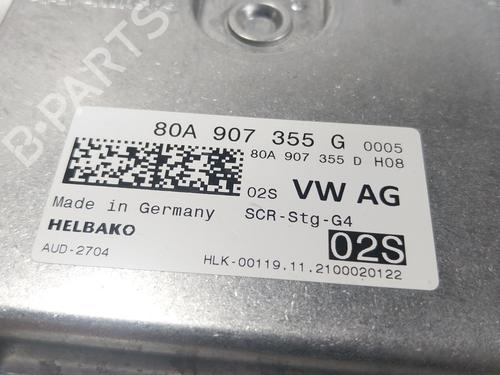 B-PARTS
80A 907 355 G 0005
80A 907 355 D H08
02S VW AG
Made in Germany SCR-Stg-G4
HELBAKO 02S
AUD-2704 HLK-00119.11.2100020122